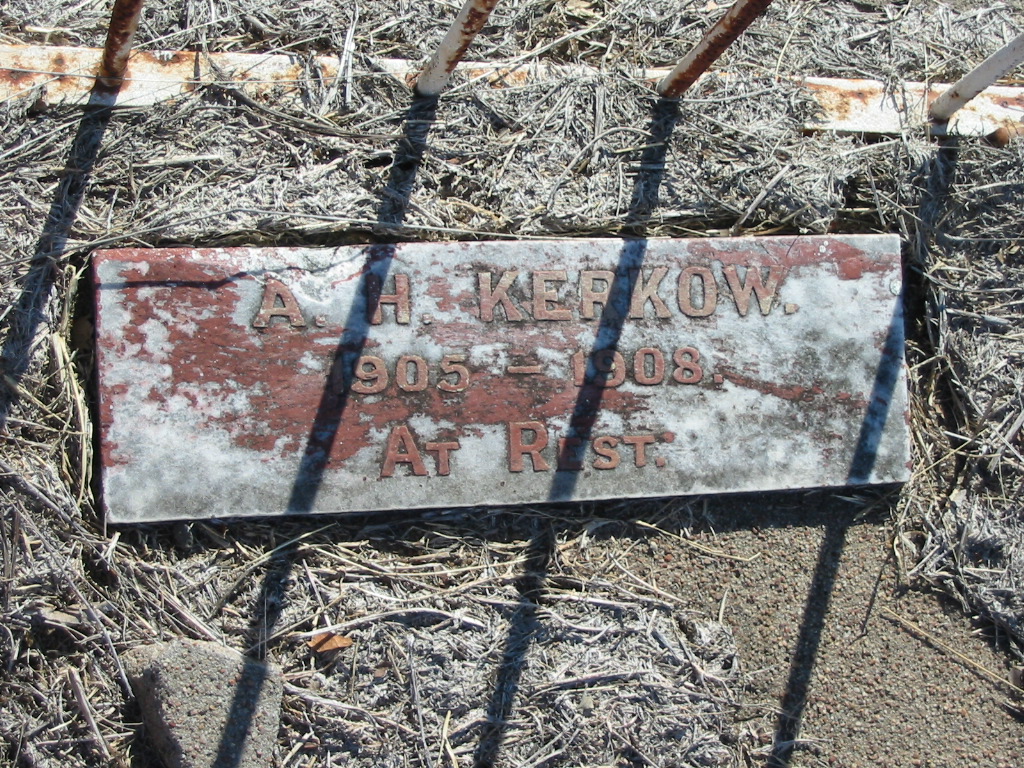 A. H. KERKOW.
1905 – 1908.
AT REST.